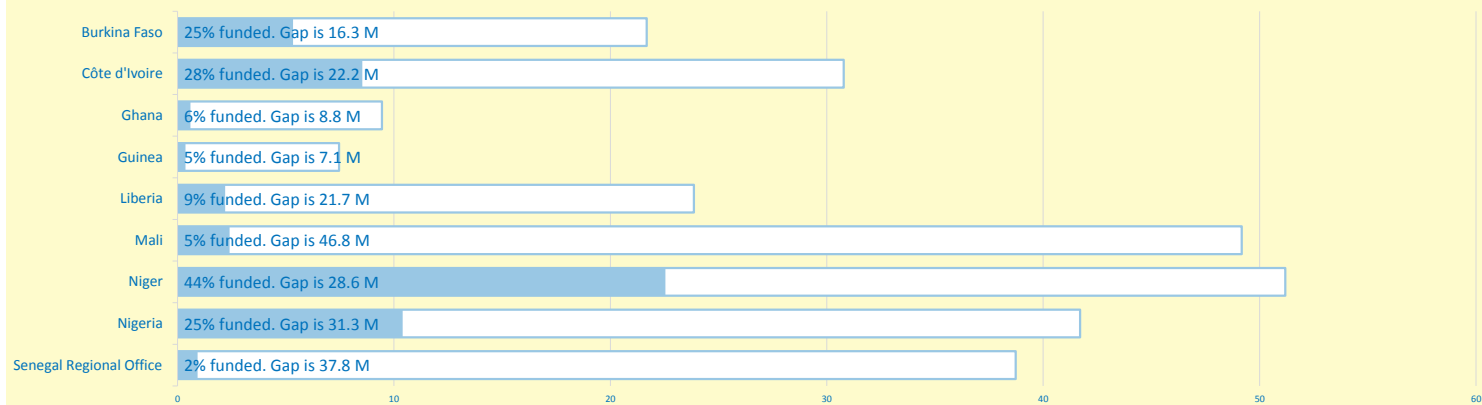 Burkina Faso 25% funded. Gap is 16.3 M
Côte d'Ivoire 28% funded. Gap is 22.2 M
Ghana 6% funded. Gap is 8.8 M
Guinea 5% funded. Gap is 7.1 M
Liberia 9% funded. Gap is 21.7 M
Mali 5% funded. Gap is 46.8 M
Niger 44% funded. Gap is 28.6 M
Nigeria 25% funded. Gap is 31.3 M
Senegal Regional Office 2% funded. Gap is 37.8 M
0 10 20 30 40 50 60